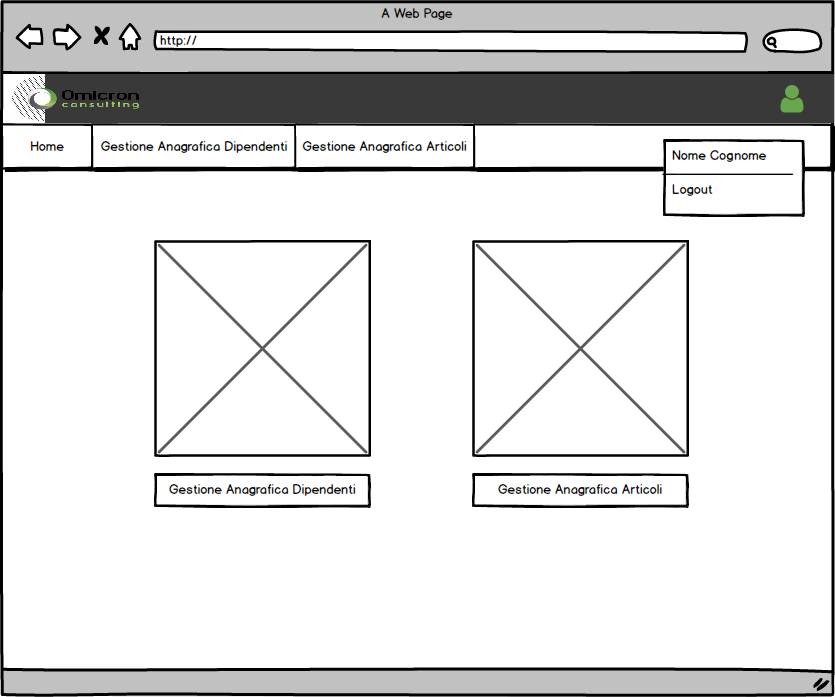 A Web Page
http://
Omicron
consulting
Home
Gestione Anagrafica Dipendenti
Gestione Anagrafica Articoli
Nome Cognome
Logout
Gestione Anagrafica Dipendenti
Gestione Anagrafica Articoli